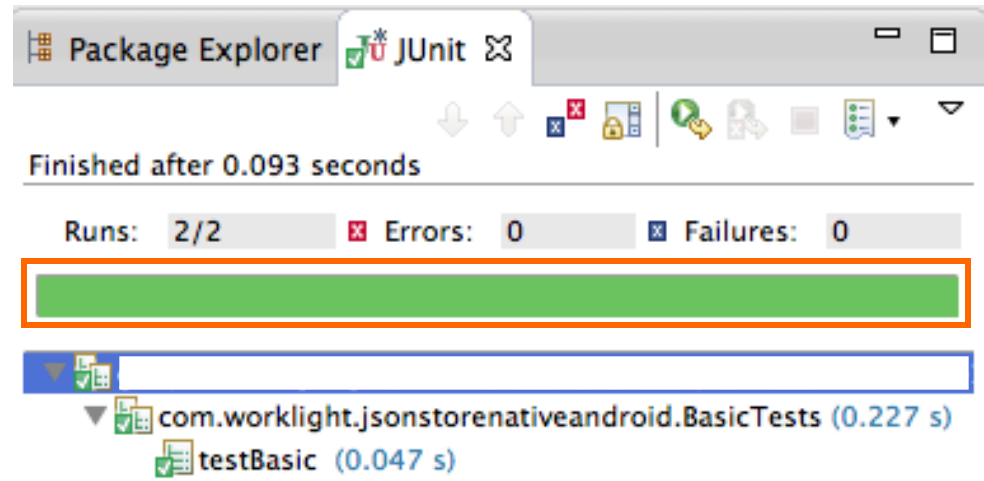 Package Explorer JUnit
Finished after 0.093 seconds
Runs: 2/2 Errors: 0 Failures: 0
com.worklight.jsonstorenativeandroid.BasicTests (0.227 s)
testBasic (0.047 s)